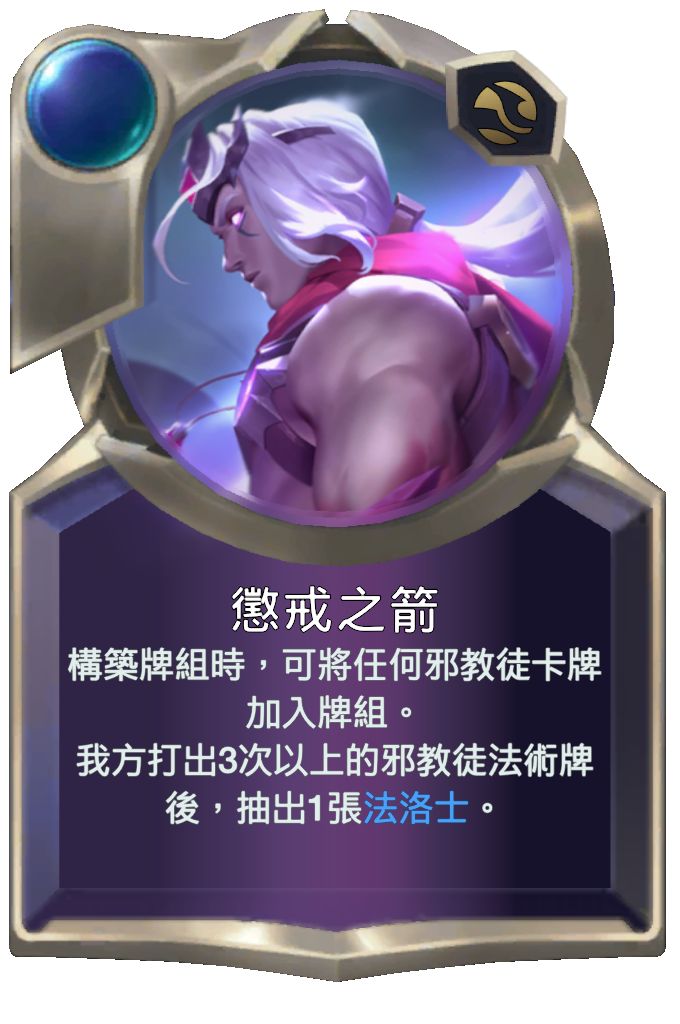 懲戒之箭
構築牌組時，可將任何邪教徒卡牌
加入牌組。
我方打出3次以上的邪教徒法術牌
後，抽出1張法洛士。